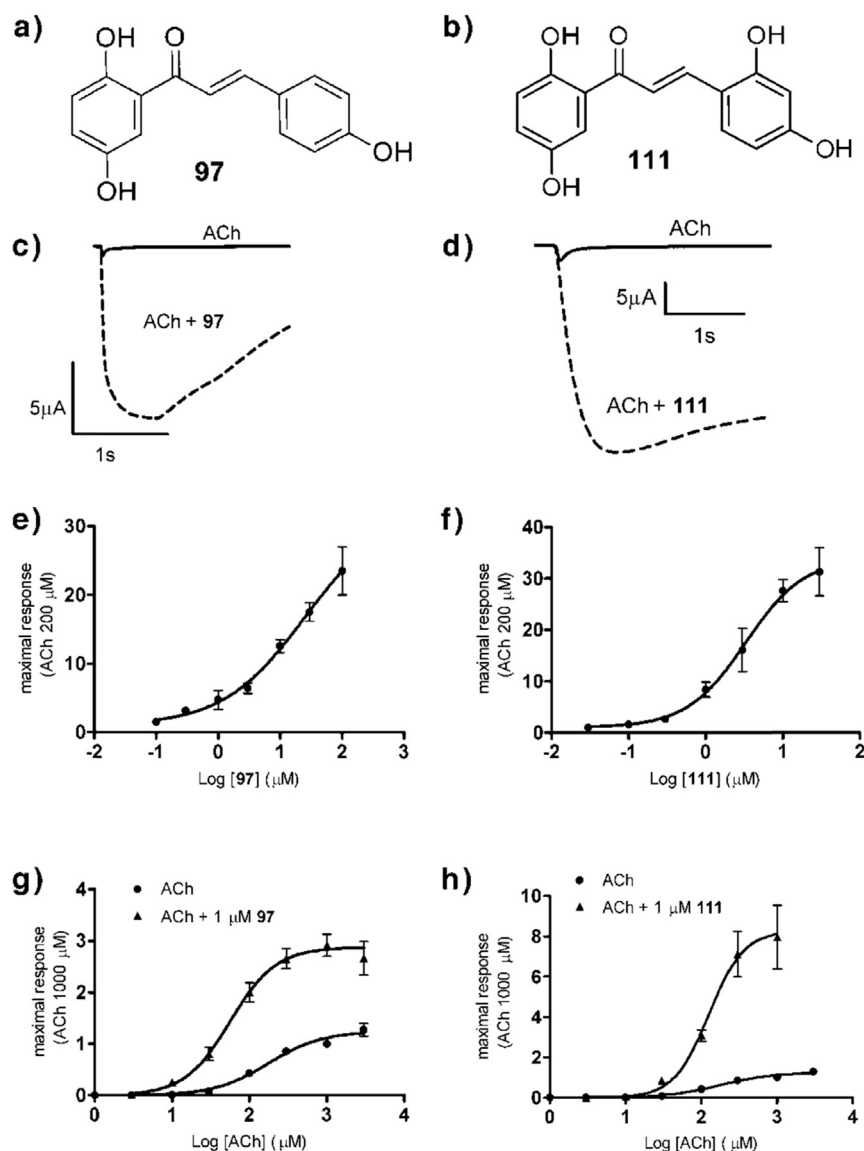 a)
OH
O
OH
OH
97
b)
OH
O
OH
OH
OH
111
c)
ACh
ACh + 97
5μA
1s
d)
ACh
5μA
1s
ACh + 111
e)
maximal response
(ACh 200 μM)
30
20
10
0
-2 -1 0 1 2 3
Log [97] (μM)
f)
maximal response
(ACh 200 μM)
40
30
20
10
0
-2 -1 0 1 2
Log [111] (μM)
g)
ACh
ACh + 1 μM 97
maximal response
(ACh 1000 μM)
4
3
2
1
0
0 1 2 3 4
Log [ACh] (μM)
h)
ACh
ACh + 1 μM 111
maximal response
(ACh 1000 μM)
10
8
6
4
2
0
0 1 2 3 4
Log [ACh] (μM)